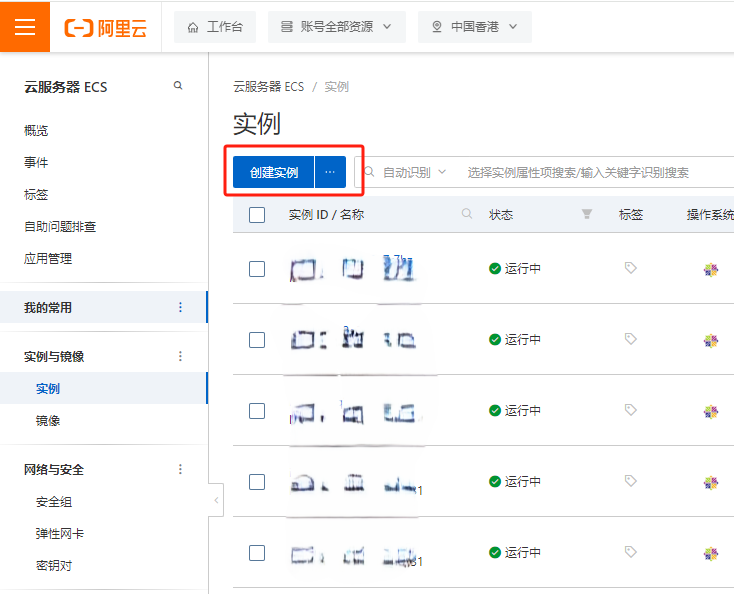 阿里云 工作台 账号全部资源 中国香港
云服务器 ECS
概览
事件
标签
自助问题排查
应用管理
我的常用
实例与镜像
实例
镜像
网络与安全
安全组
弹性网卡
密钥对
云服务器 ECS / 实例
实例
创建实例 ... 自动识别 选择实例属性项搜索/输入关键字识别搜索
实例 ID / 名称 状态 标签 操作系统
运行中
运行中
运行中
运行中
运行中